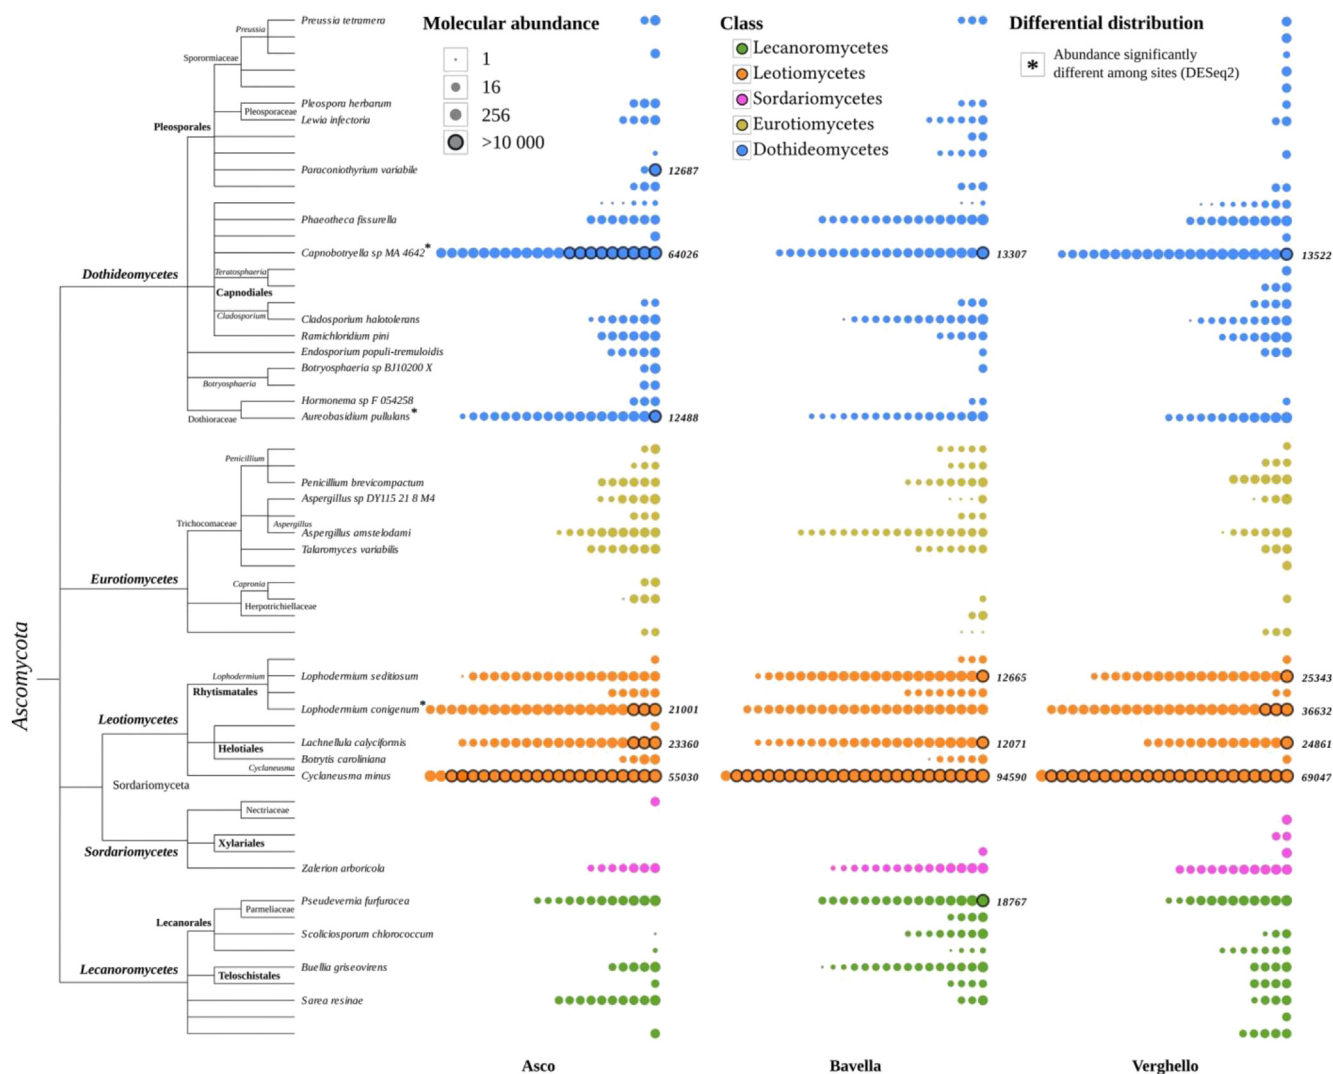 Molecular abundance
1
16
256
>10 000
Class
Lecanoromycetes
Leotiomycetes
Sordariomycetes
Eurotiomycetes
Dothideomycetes
Differential distribution
* Abundance significantly
different among sites (DESeq2)
Preussia tetramera
Preussia
Sporormiaceae
Pleospora herbarum
Pleosporaceae
Lewia infectoria
Pleosporales
Paraconiothyrium variabile 12687
Phaeotheca fissurella
Capnobotryella sp MA 4642* 64026 13307 13522
Dothideomycetes
Teratosphaeria
Capnodiales
Cladosporium
Cladosporium halotolerans
Ramichloridium pini
Endosporium populi-tremuloidis
Botryosphaeria sp BJ10200 X
Botryosphaeria
Hormonema sp F 054258
Dothioraceae
Aureobasidium pullulans* 12488
Penicillium
Penicillium brevicompactum
Aspergillus sp DY115 21 8 M4
Trichocomaceae
Aspergillus
Aspergillus amstelodami
Talaromyces variabilis
Eurotiomycetes
Capronia
Herpotrichiellaceae
Ascomycota
Lophodermium
Lophodermium seditiosum 12665 25343
Rhytismatales
Lophodermium conigenum* 21001 36632
Leotiomycetes
Lachnellula calyciformis 23360 12071 24861
Helotiales
Botrytis caroliniana
Cyclaneusma
Cyclaneusma minus 55030 94590 69047
Sordariomyceta
Nectriaceae
Xylariales
Sordariomycetes
Zalerion arboricola
Pseudevernia furfuracea 18767
Parmeliaceae
Lecanorales
Scoliciosporum chlorococcum
Buellia griseovirens
Lecanoromycetes
Teloschistales
Sarea resinae
Asco Bavella Verghello